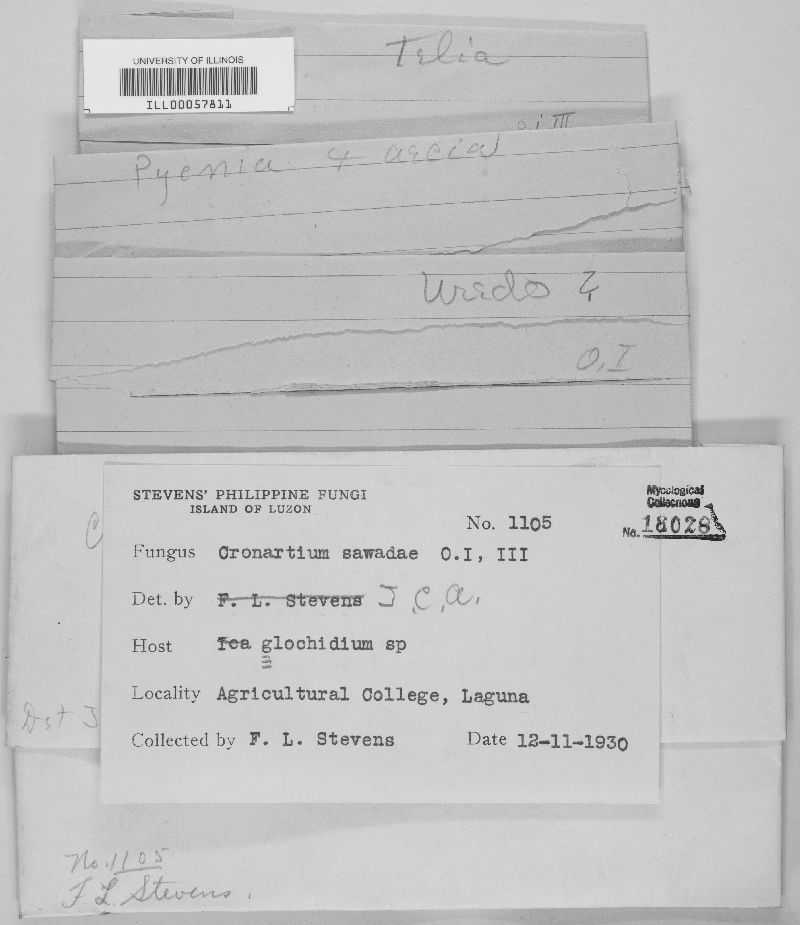 Telia
UNIVERSITY OF ILLINOIS
ILL00057811
O, I III
Pycnia & aecia
Uredo ?
O, I
STEVENS' PHILIPPINE FUNGI
ISLAND OF LUZON
Mycological
Collections
No. 18028
No. 1105
Fungus Cronartium sawadae O.I, III
Det. by F. L. Stevens J.C.A.
Host Tea glochidium sp
Locality Agricultural College, Laguna
Collected by F. L. Stevens Date 12-11-1930
C
Det J
No. 1105
F L Stevens.